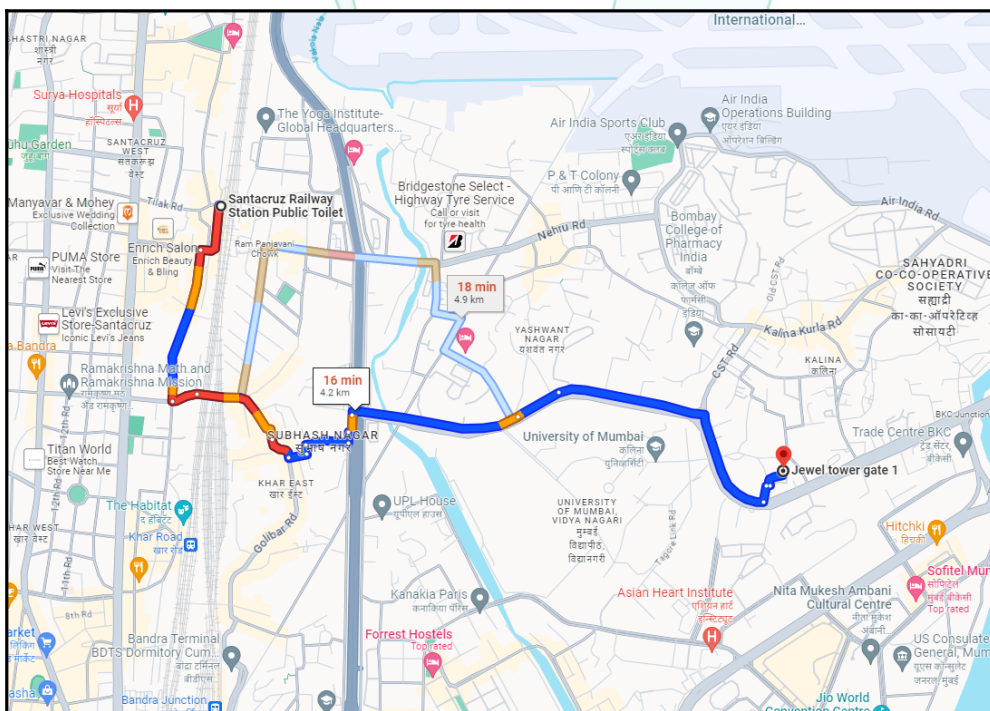 International...
SHASTRI NAGAR
शास्त्री
नगर
Surya-Hospitals
सूर्या
हॉस्पिटल्स
SANTACRUZ
WEST
सांताक्रूझ
वेस्ट
Tilak Rd
Manyavar & Mohey
Exclusive Wedding
Collection
Enrich Salon
Enrich Beauty
& Bling
PUMA Store
Visit The
Nearest Store
Levi's Exclusive
Store-Santacruz
Iconic Levi's Jeans
Ramakrishna Math and
Ramakrishna Mission
12th Rd
Titan World
Best Watch
Store Near Me
12th Rd
11th Rd
8th Rd
The Habitat
द हॅबिटॅट
Khar Road
खार रोड
Bandra Terminal
BDTS Dormitory Cum...
बांद्रा टर्मिनल
बीडीएस...
Bandra Junction
Santacruz Railway
Station Public Toilet
The Yoga Institute-
Global Headquarters...
Ram Panjavani
Chowk
Bridgestone Select -
Highway Tyre Service
Call or visit
for tyre health
Nehru Rd
18 min
4.9 km
16 min
4.2 km
SUBHASH NAGAR
सुभाष नगर
KHAR EAST
खार ईस्ट
Golibar Rd
UPL House
यूपीएल हाउस
Kanakia Paris
कनाकिया पॅरिस
Forrest Hostels
Top rated
YASHWANT
NAGAR
यशवंत नगर
University of Mumbai
कलिना
UNIVERSITY
OF MUMBAI,
VIDYA NAGARI
मुम्बई
विद्यापीठ,
विद्यानगरी
Air India Sports Club
एअर इंडिया
स्पोर्ट्स क्लब
Air India
Operations Building
एयर इंडिया
ऑपरेशन बिल्डिंग
P & T Colony
पी आणि टी कॉलनी
Bombay
College of
Pharmacy
India
बॉम्बे
कॉलेज ऑफ
फार्मसी
इंडिया
Air India Rd
Old CST Rd
Kalina Kurla Rd
CST Rd
KALINA
कलिना
SAHYADRI
CO-CO-OPERATIVE
SOCIETY
सह्याद्री
का-का-ऑपरेटिव्ह
सोसायटी
BKC Junction
Trade Centre BKC
ट्रेड सेंटर,
बीकेसी
Jewel tower gate 1
Tagore Link Rd
Hitchki
हिचकी
Asian Heart Institute
एशियन हार्ट
इन्स्टिट्यूट
Nita Mukesh Ambani
Cultural Centre
नीता मुकेश
अंबानी...
Sofitel Mum
सोफिटेल
मुंबई बीकेसी
Top rated
US Consulate
General, Mum
यूएस कॉन्सुलेट
जनरल मुंबई
Jio World
Convention Centre